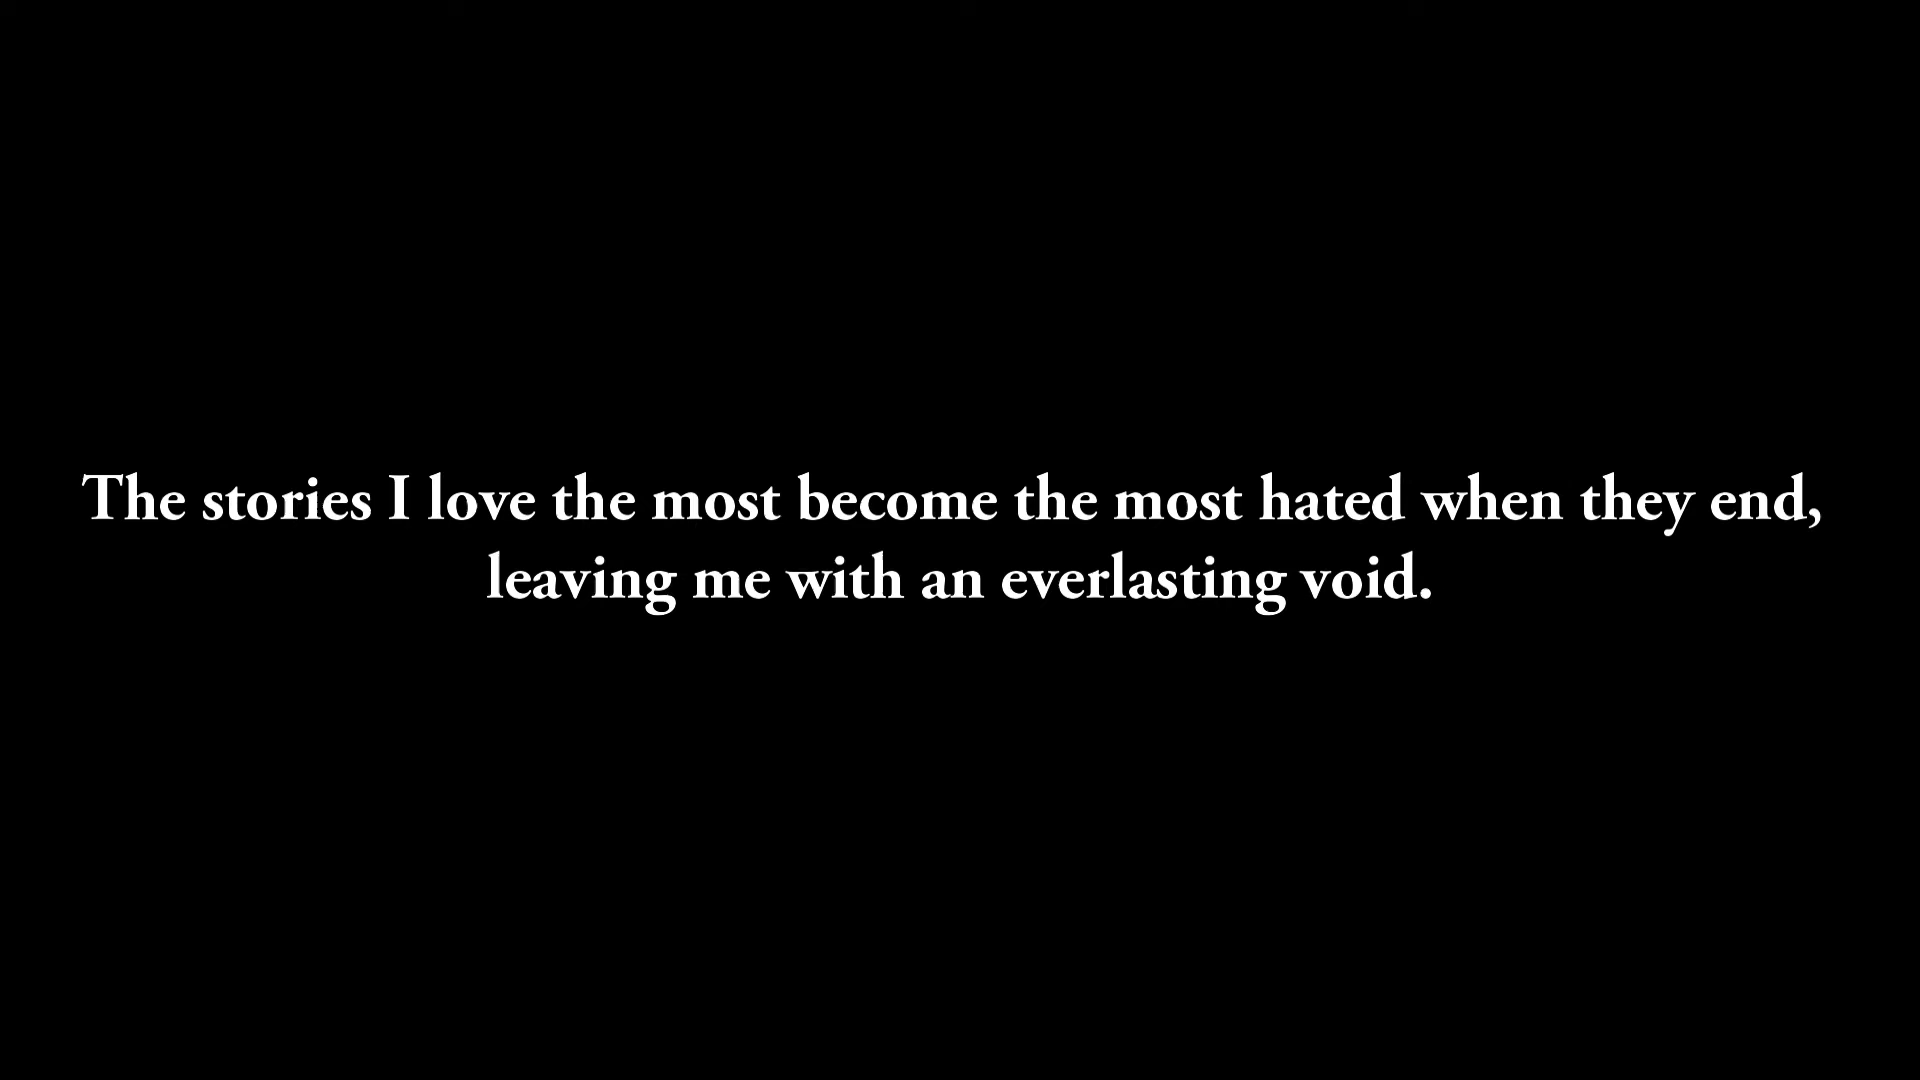 The stories I love the most become the most hated when they end,
leaving me with an everlasting void.